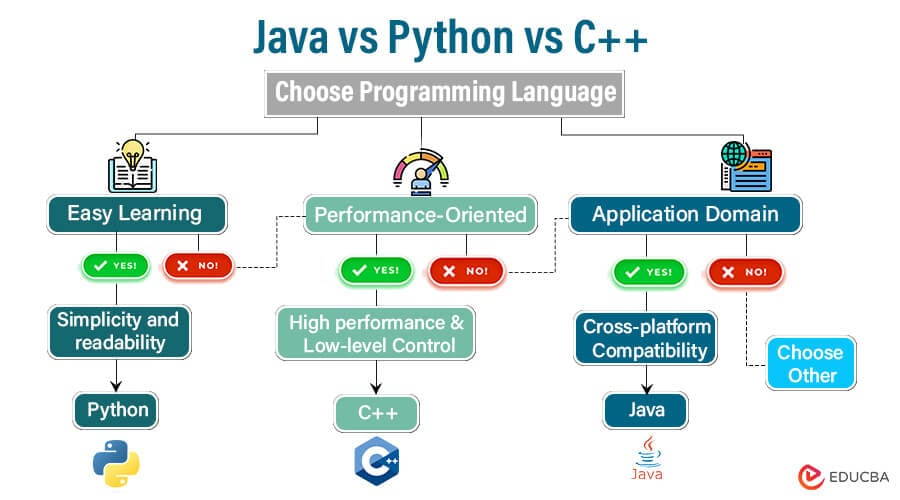 Java vs Python vs C++
Choose Programming Language
Easy Learning
Performance-Oriented
Application Domain
YES!
NO!
YES!
NO!
YES!
NO!
Simplicity and
readability
High performance &
Low-level Control
Cross-platform
Compatibility
Choose
Other
Python
C++
Java
C++
Java
EDUCBA